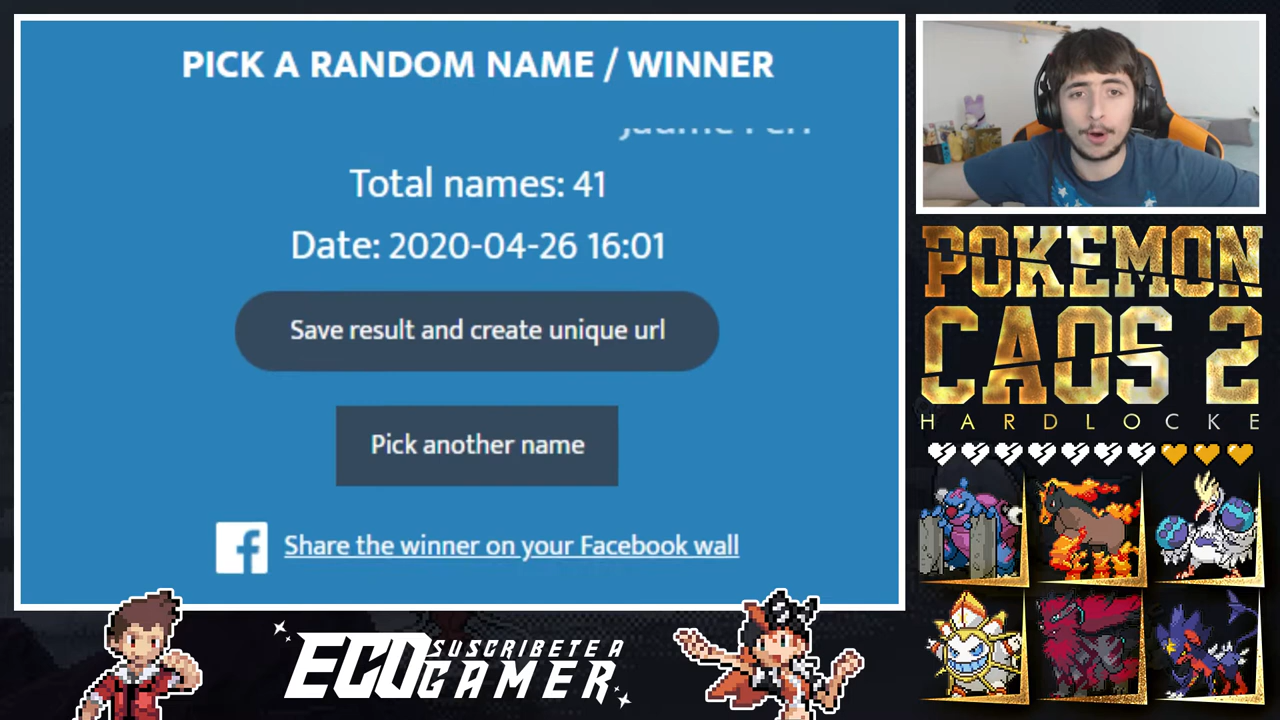 PICK A RANDOM NAME / WINNER
Total names: 41
Date: 2020-04-26 16:01
Save result and create unique url
Pick another name
Share the winner on your Facebook wall
POKEMON
CAOS 2
HARDLOCKE
SUSCRIBETE A
EGO GAMER